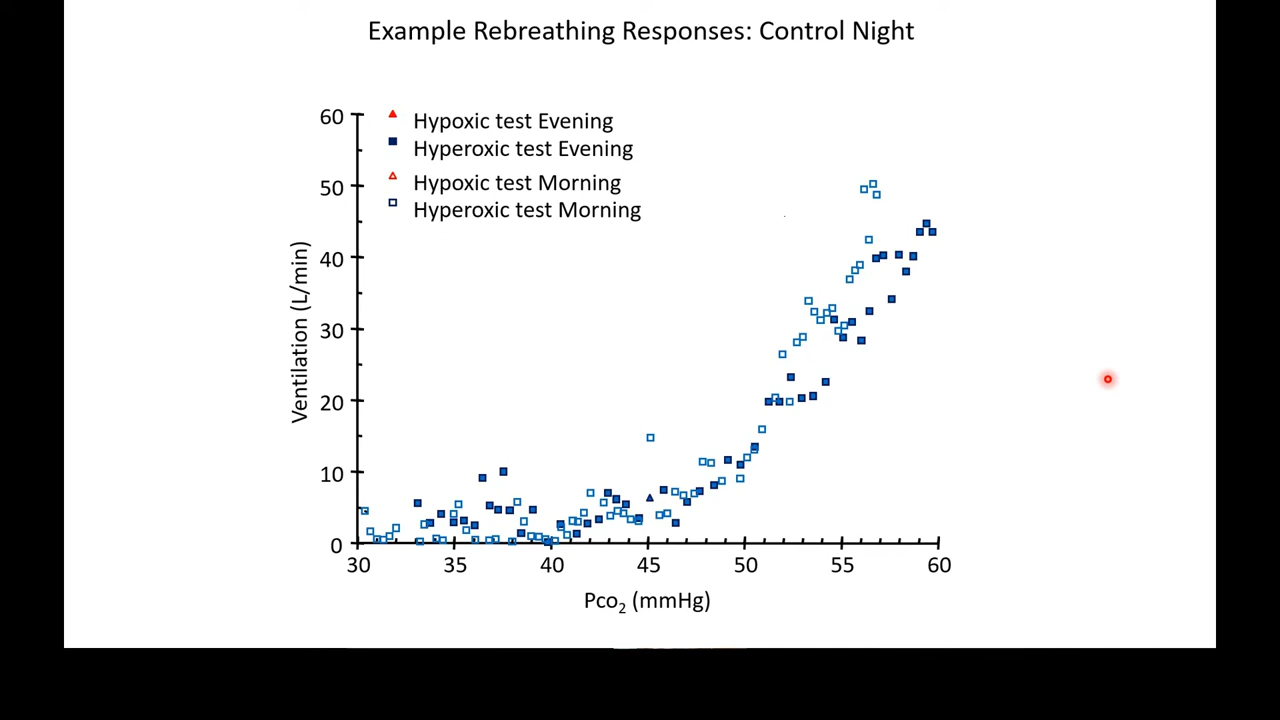 Example Rebreathing Responses: Control Night
Hypoxic test Evening
Hyperoxic test Evening
Hypoxic test Morning
Hyperoxic test Morning
60
50
40
30
20
10
0
Ventilation (L/min)
30 35 40 45 50 55 60
Pco₂ (mmHg)